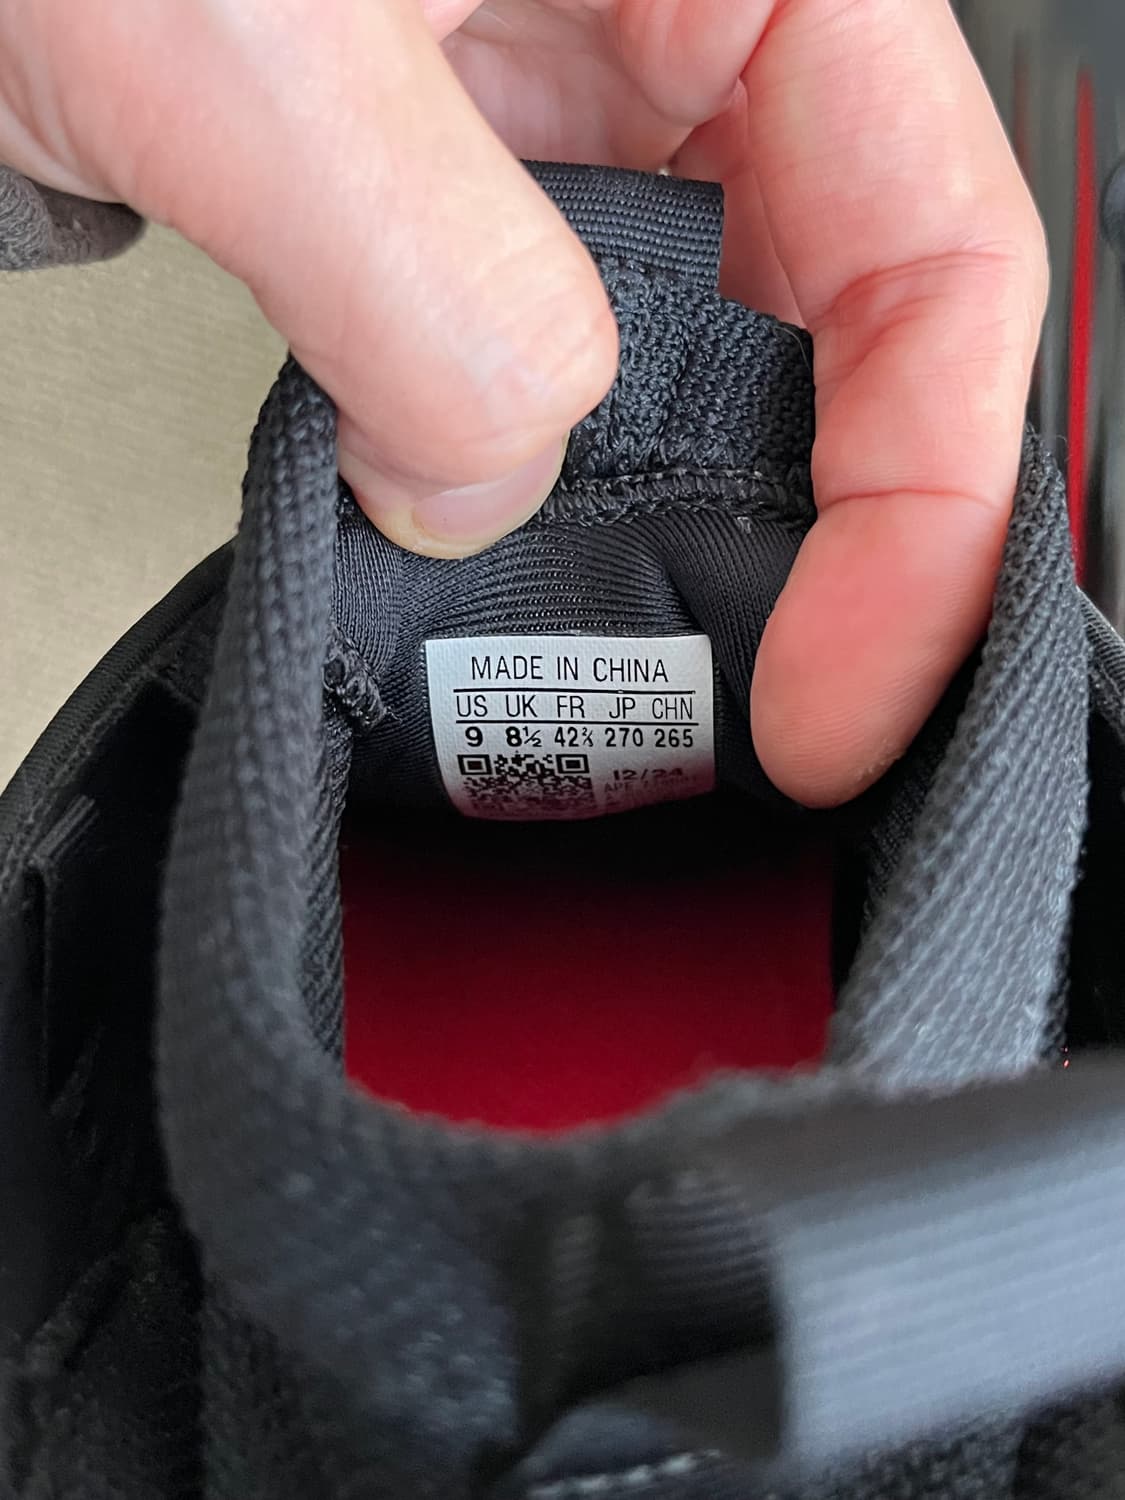 MADE IN CHINA
US UK FR JP CHN
9 8½ 42⅔ 270 265
12/24